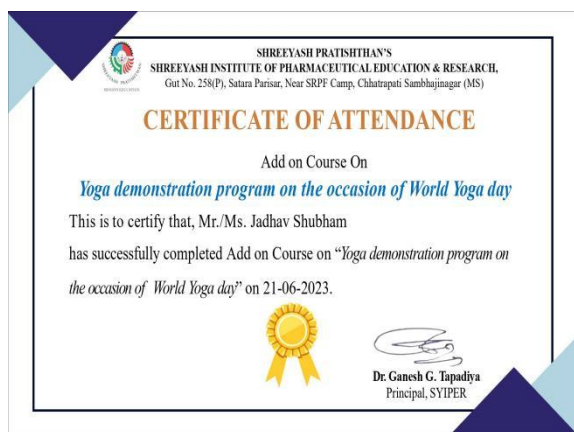 SHREEYASH PRATISHTHAN'S
SHREEYASH INSTITUTE OF PHARMACEUTICAL EDUCATION & RESEARCH,
Gut No. 258(P), Satara Parisar, Near SRPF Camp, Chhatrapati Sambhajinagar (MS)
CERTIFICATE OF ATTENDANCE
Add on Course On
Yoga demonstration program on the occasion of World Yoga day
This is to certify that, Mr./Ms. Jadhav Shubham
has successfully completed Add on Course on “Yoga demonstration program on
the occasion of World Yoga day” on 21-06-2023.
Dr. Ganesh G. Tapadiya
Principal, SYIPER